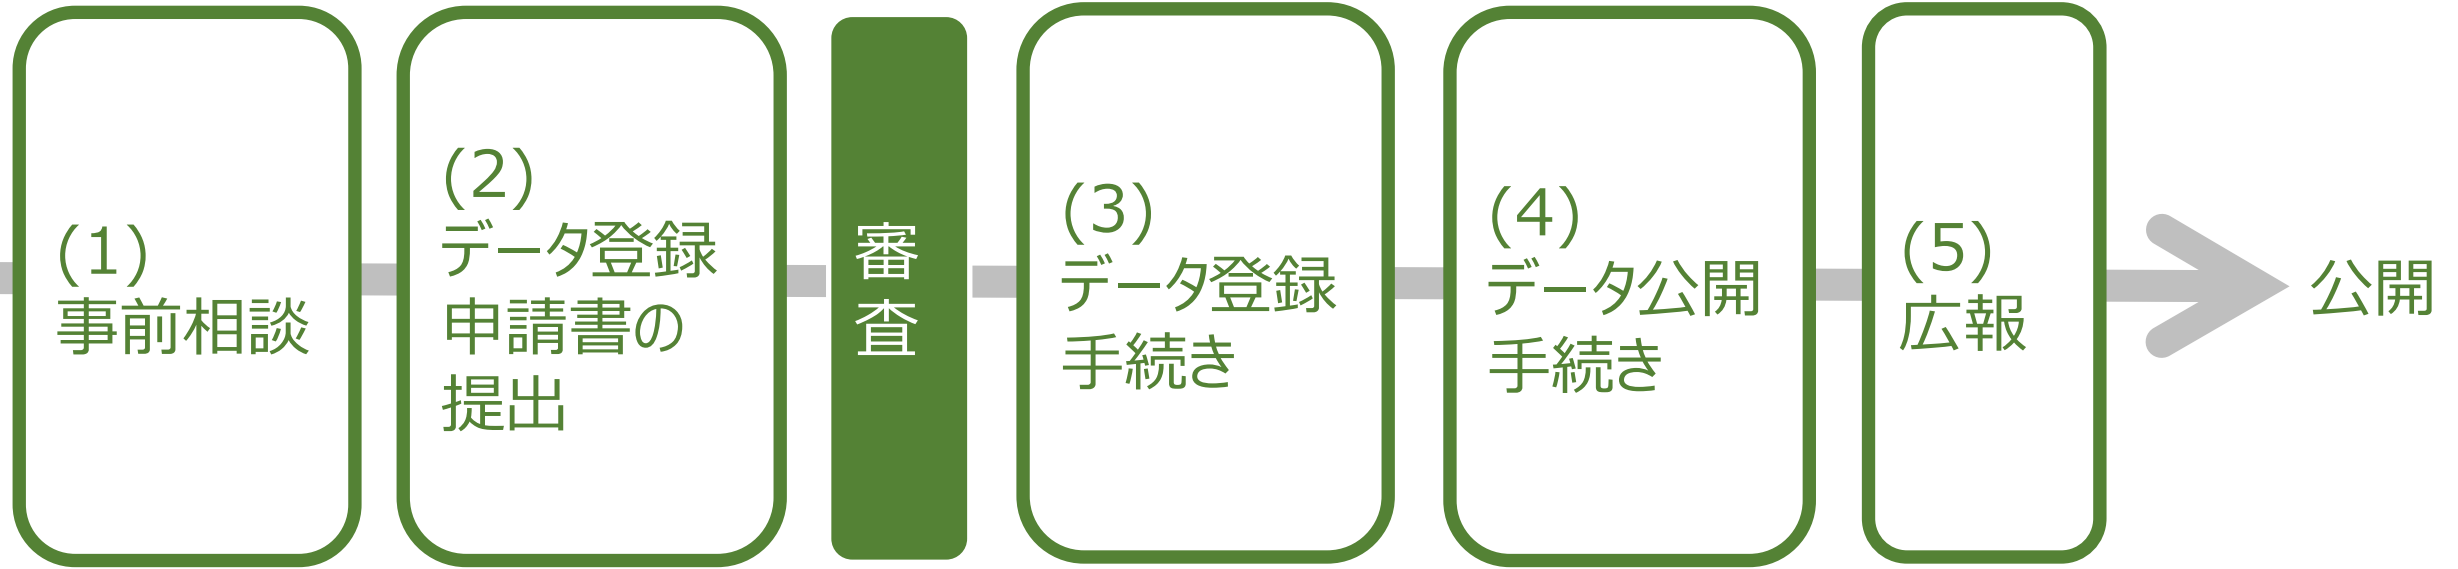 (1)
事前相談
(2)
データ登録
申請書の
提出
審
査
(3)
データ登録
手続き
(4)
データ公開
手続き
(5)
広報
公開